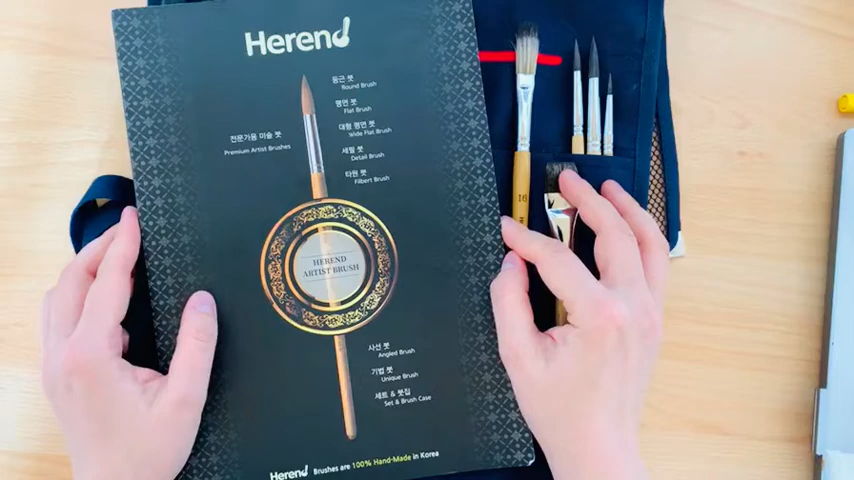 Herend
둥근 붓
Round Brush
평면 붓
Flat Brush
대형 평면 붓
Wide Flat Brush
전문가용 미술 붓
Premium Artist Brushes
세필 붓
Detail Brush
타원 붓
Filbert Brush
HEREND
ARTIST BRUSH
사선 붓
Angled Brush
기법 붓
Unique Brush
세트 & 붓집
Set & Brush Case
Herend Brushes are 100% Hand-Made in Korea
16